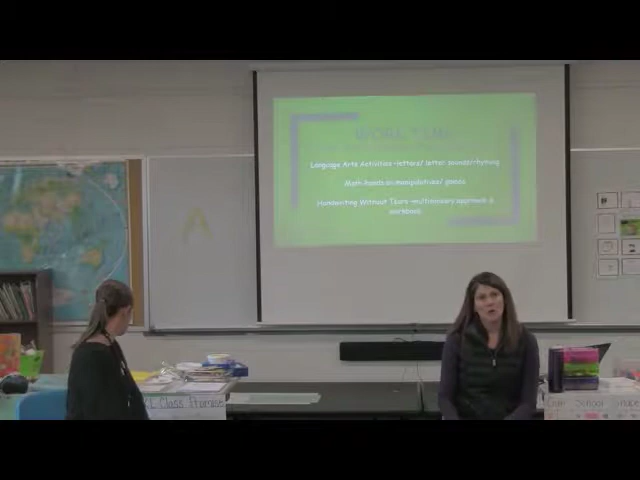 WORK TIME
Language Arts Activities -letters/ letter sounds/rhyming
Math-hands on manipulatives/ games
Handwriting Without Tears -multisensory approach &
workbook
A
Class Promise
School